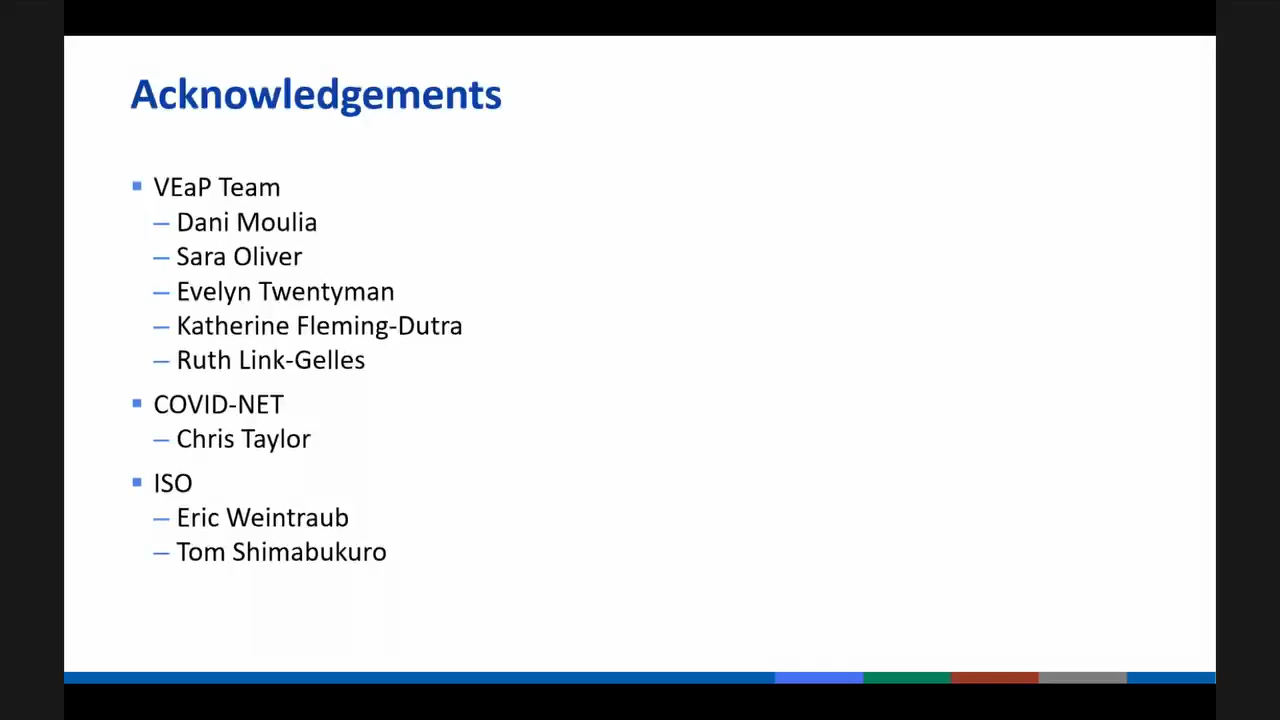 Acknowledgements
VEaP Team
– Dani Moulia
– Sara Oliver
– Evelyn Twentyman
– Katherine Fleming-Dutra
– Ruth Link-Gelles
COVID-NET
– Chris Taylor
ISO
– Eric Weintraub
– Tom Shimabukuro